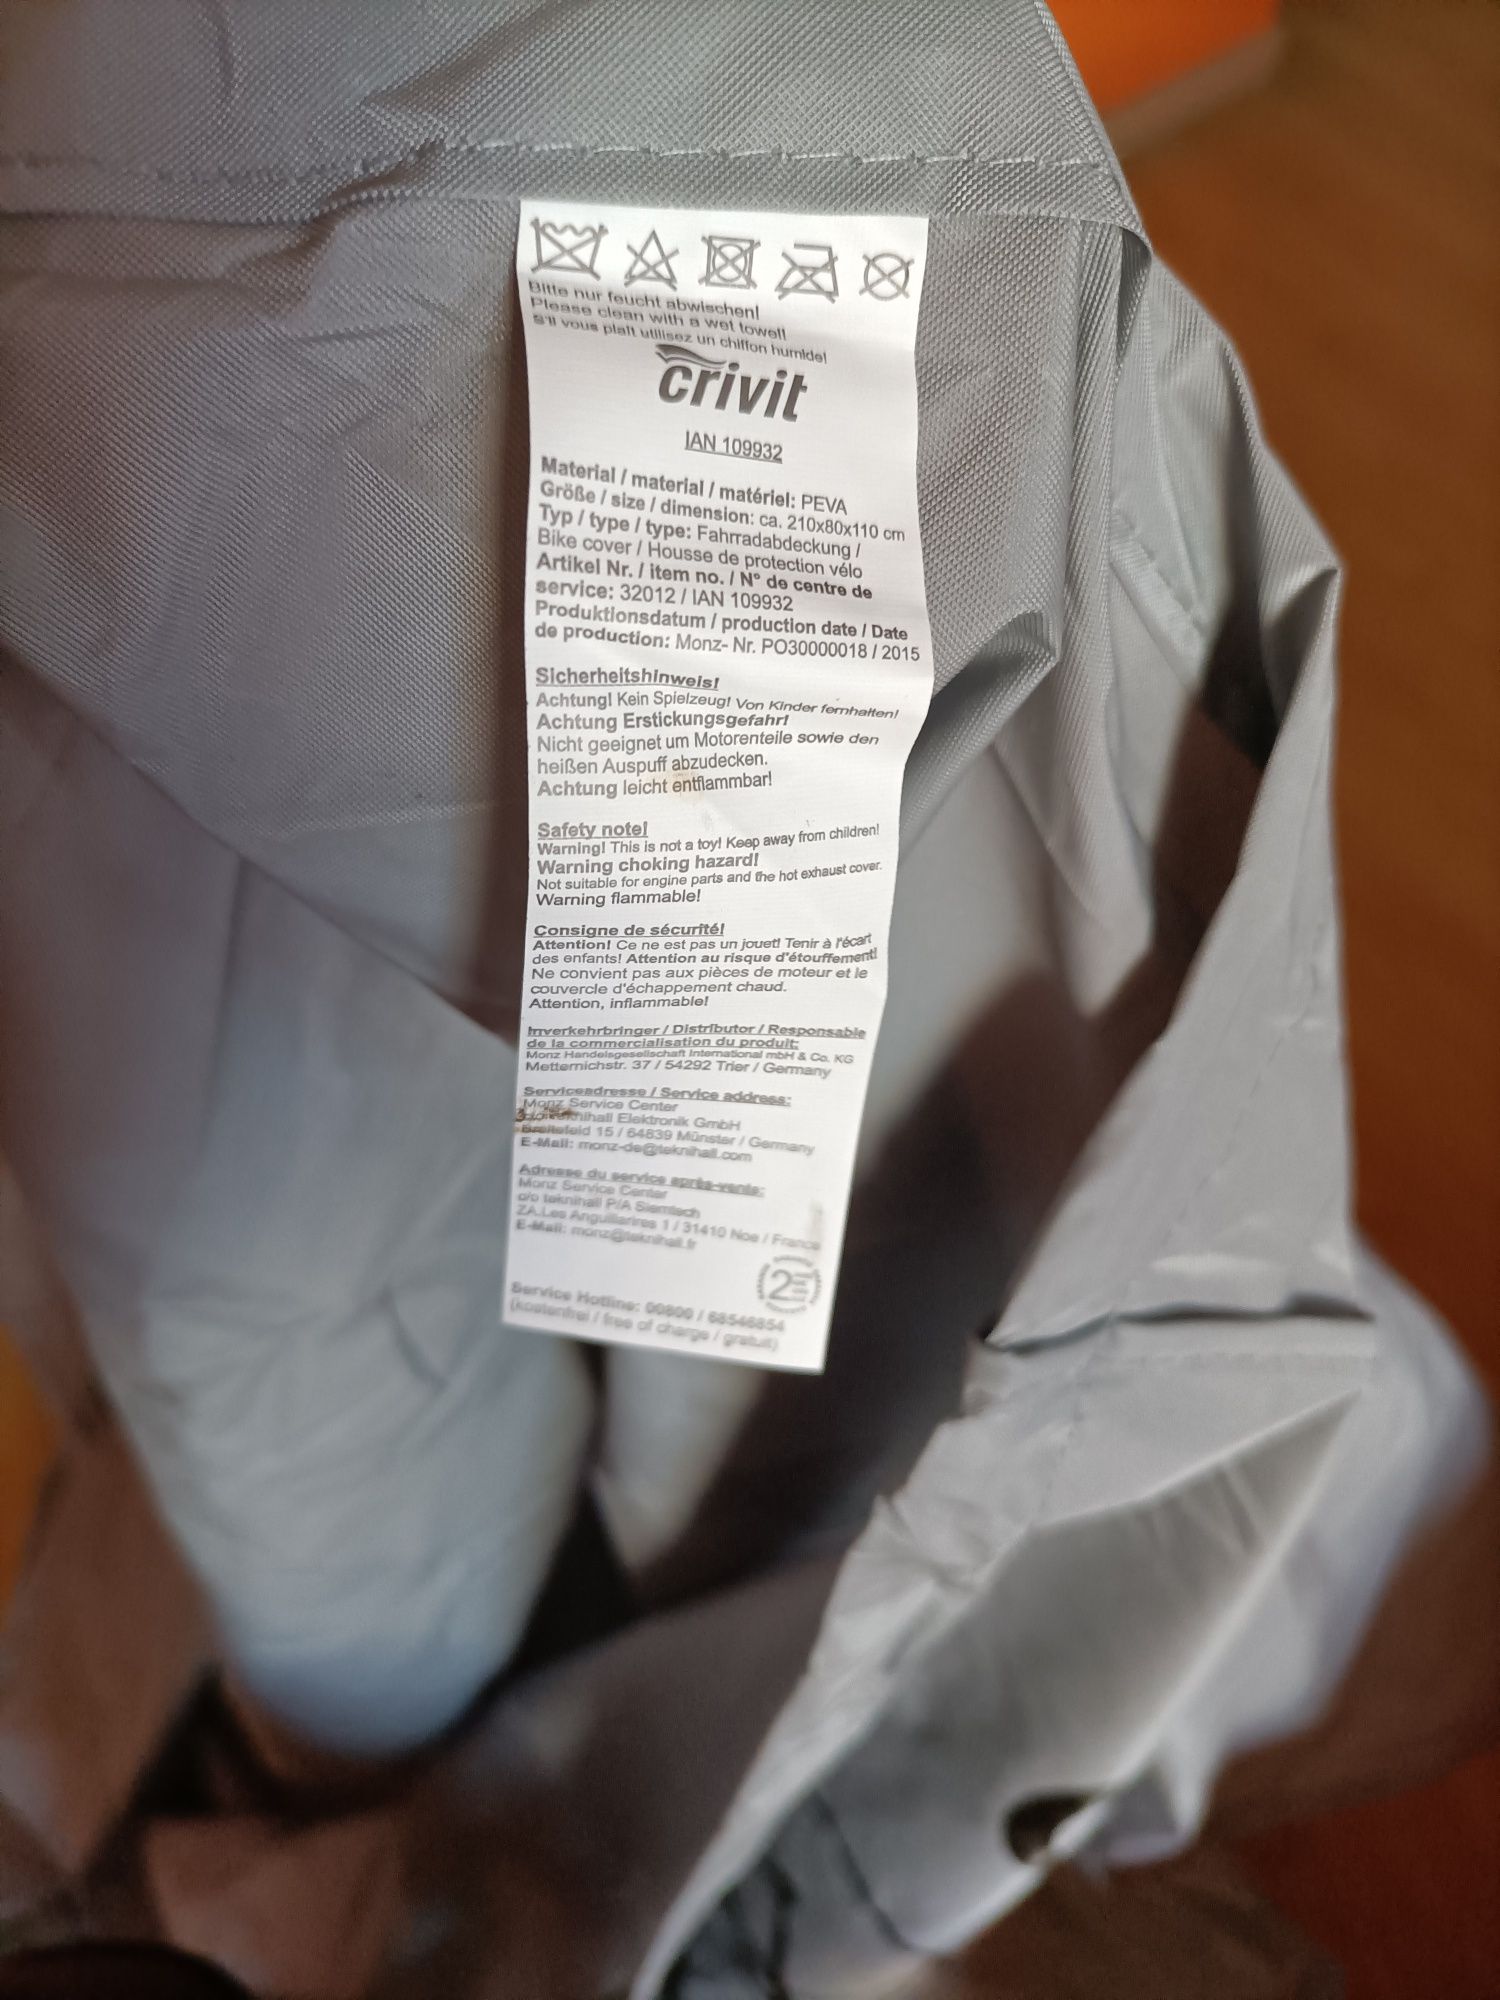 Bitte nur feucht abwischen!
Please clean with a wet towel!
S'il vous plaît utilisez un chiffon humide!
crivit
IAN 109932
Material / material / matériel: PEVA
Größe / size / dimension: ca. 210x80x110 cm
Typ / type / type: Fahrradabdeckung /
Bike cover / Housse de protection vélo
Artikel Nr. / item no. / N° de centre de
service: 32012 / IAN 109932
Produktionsdatum / production date / Date
de production: Monz- Nr. PO30000018 / 2015
Sicherheitshinweis!
Achtung! Kein Spielzeug! Von Kinder fernhalten!
Achtung Erstickungsgefahr!
Nicht geeignet um Motorenteile sowie den
heißen Auspuff abzudecken.
Achtung leicht entflammbar!
Safety note!
Warning! This is not a toy! Keep away from children!
Warning choking hazard!
Not suitable for engine parts and the hot exhaust cover.
Warning flammable!
Consigne de sécurité!
Attention! Ce ne est pas un jouet! Tenir à l'écart
des enfants! Attention au risque d'étouffement!
Ne convient pas aux pièces de moteur et le
couvercle d'échappement chaud.
Attention, inflammable!
Inverkehrbringer / Distributor / Responsable
de la commercialisation du produit:
Monz Handelsgesellschaft International mbH & Co. KG
Metternichstr. 37 / 54292 Trier / Germany
Serviceadresse / Service address:
Monz Service Center
teknihall Elektronik GmbH
Breitefeld 15 / 64839 Münster / Germany
E-Mail: monz-de@teknihall.com
Adresse du service après-vente:
Monz Service Center
c/o teknihall P/A Siemtech
ZA.Les Anguillarires 1 / 31410 Noe / France
E-Mail: monz@teknihall.fr
2
Service Hotline: 00800 / 68546854
(kostenfrei / free of charge / gratuit)